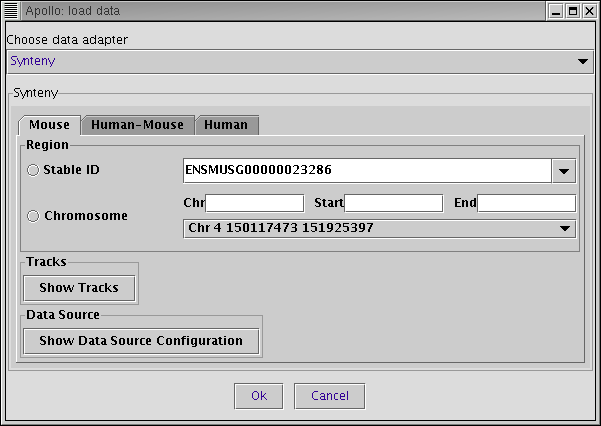 Apollo: load data
Choose data adapter
Synteny
Synteny
Mouse Human-Mouse Human
Region
Stable ID ENSMUSG00000023286
Chr Start End
Chromosome
Chr 4 150117473 151925397
Tracks
Show Tracks
Data Source
Show Data Source Configuration
Ok Cancel